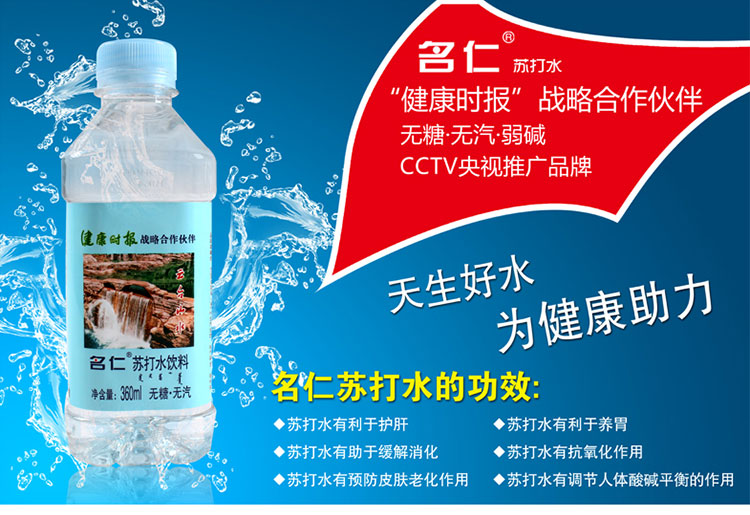 名仁® 苏打水
“健康时报”战略合作伙伴
无糖·无汽·弱碱
CCTV央视推广品牌
天生好水
为健康助力
健康时报 战略合作伙伴
云台山水
名仁® 苏打水饮料
净含量: 360ml 无糖·无汽
名仁苏打水的功效:
◆苏打水有利于护肝 ◆苏打水有利于养胃
◆苏打水有助于缓解消化 ◆苏打水有抗氧化作用
◆苏打水有预防皮肤老化作用 ◆苏打水有调节人体酸碱平衡的作用